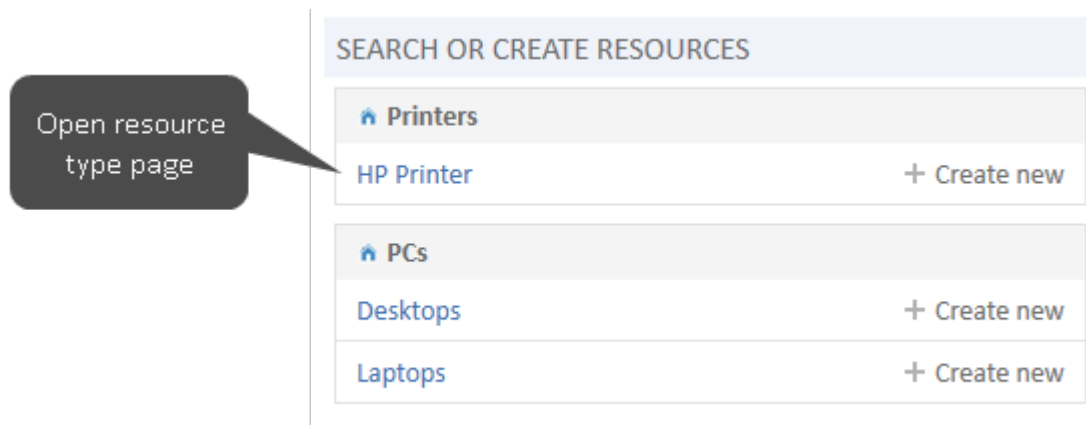 SEARCH OR CREATE RESOURCES
Open resource
type page
Printers
HP Printer + Create new
PCs
Desktops + Create new
Laptops + Create new